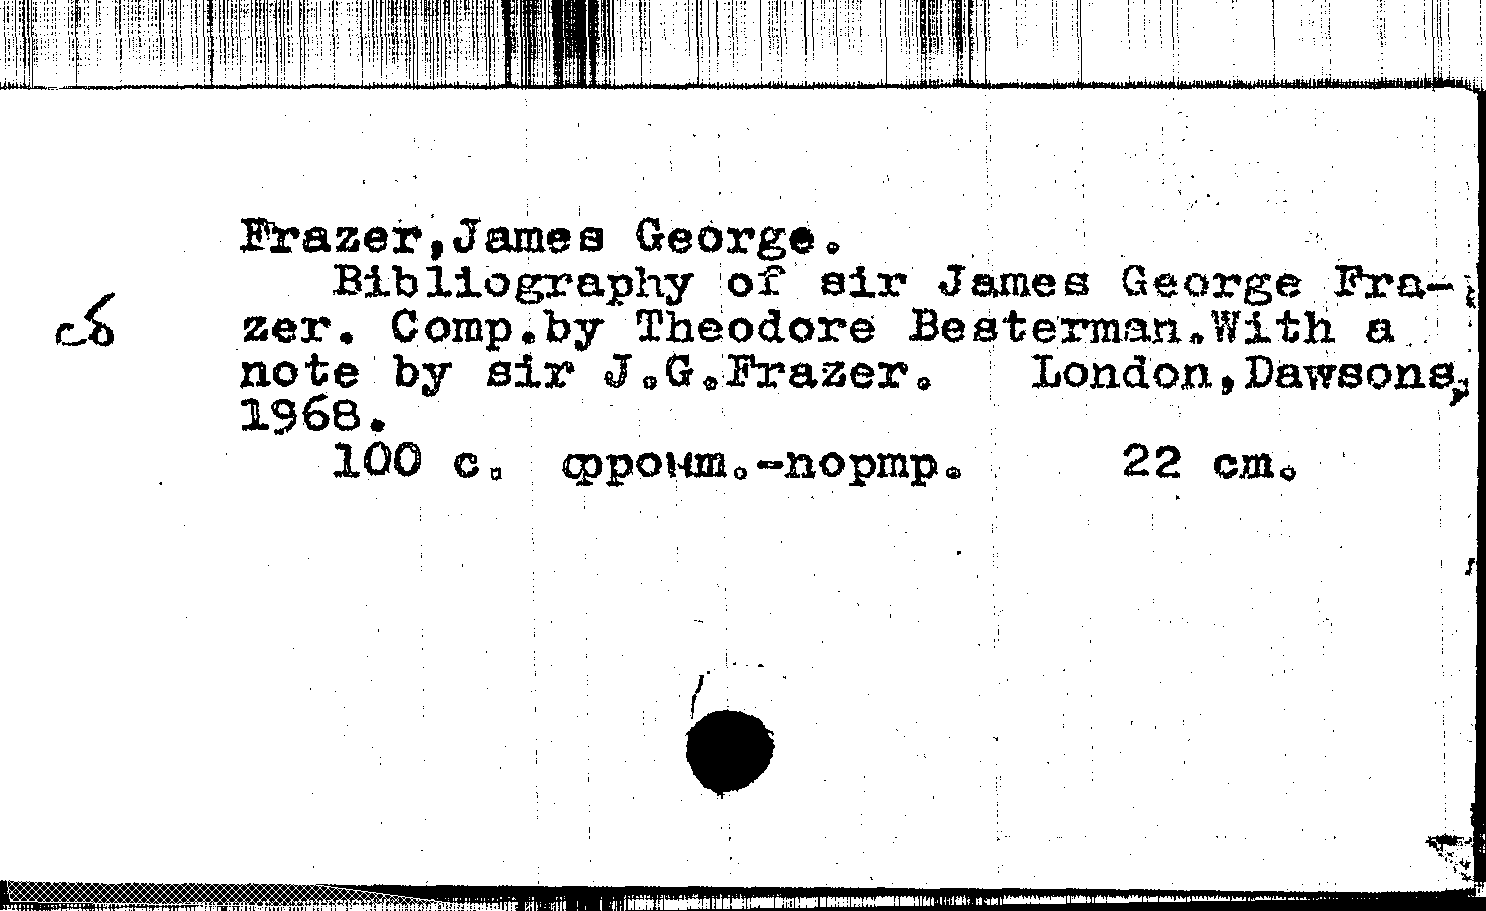 Frazer,James George.
Bibliography of sir James George Fra-
zer. Comp.by Theodore Besterman.With a
note by sir J.G.Frazer. London,Dawsons,
1968.
100 с. фронт.-портр. 22 cm.